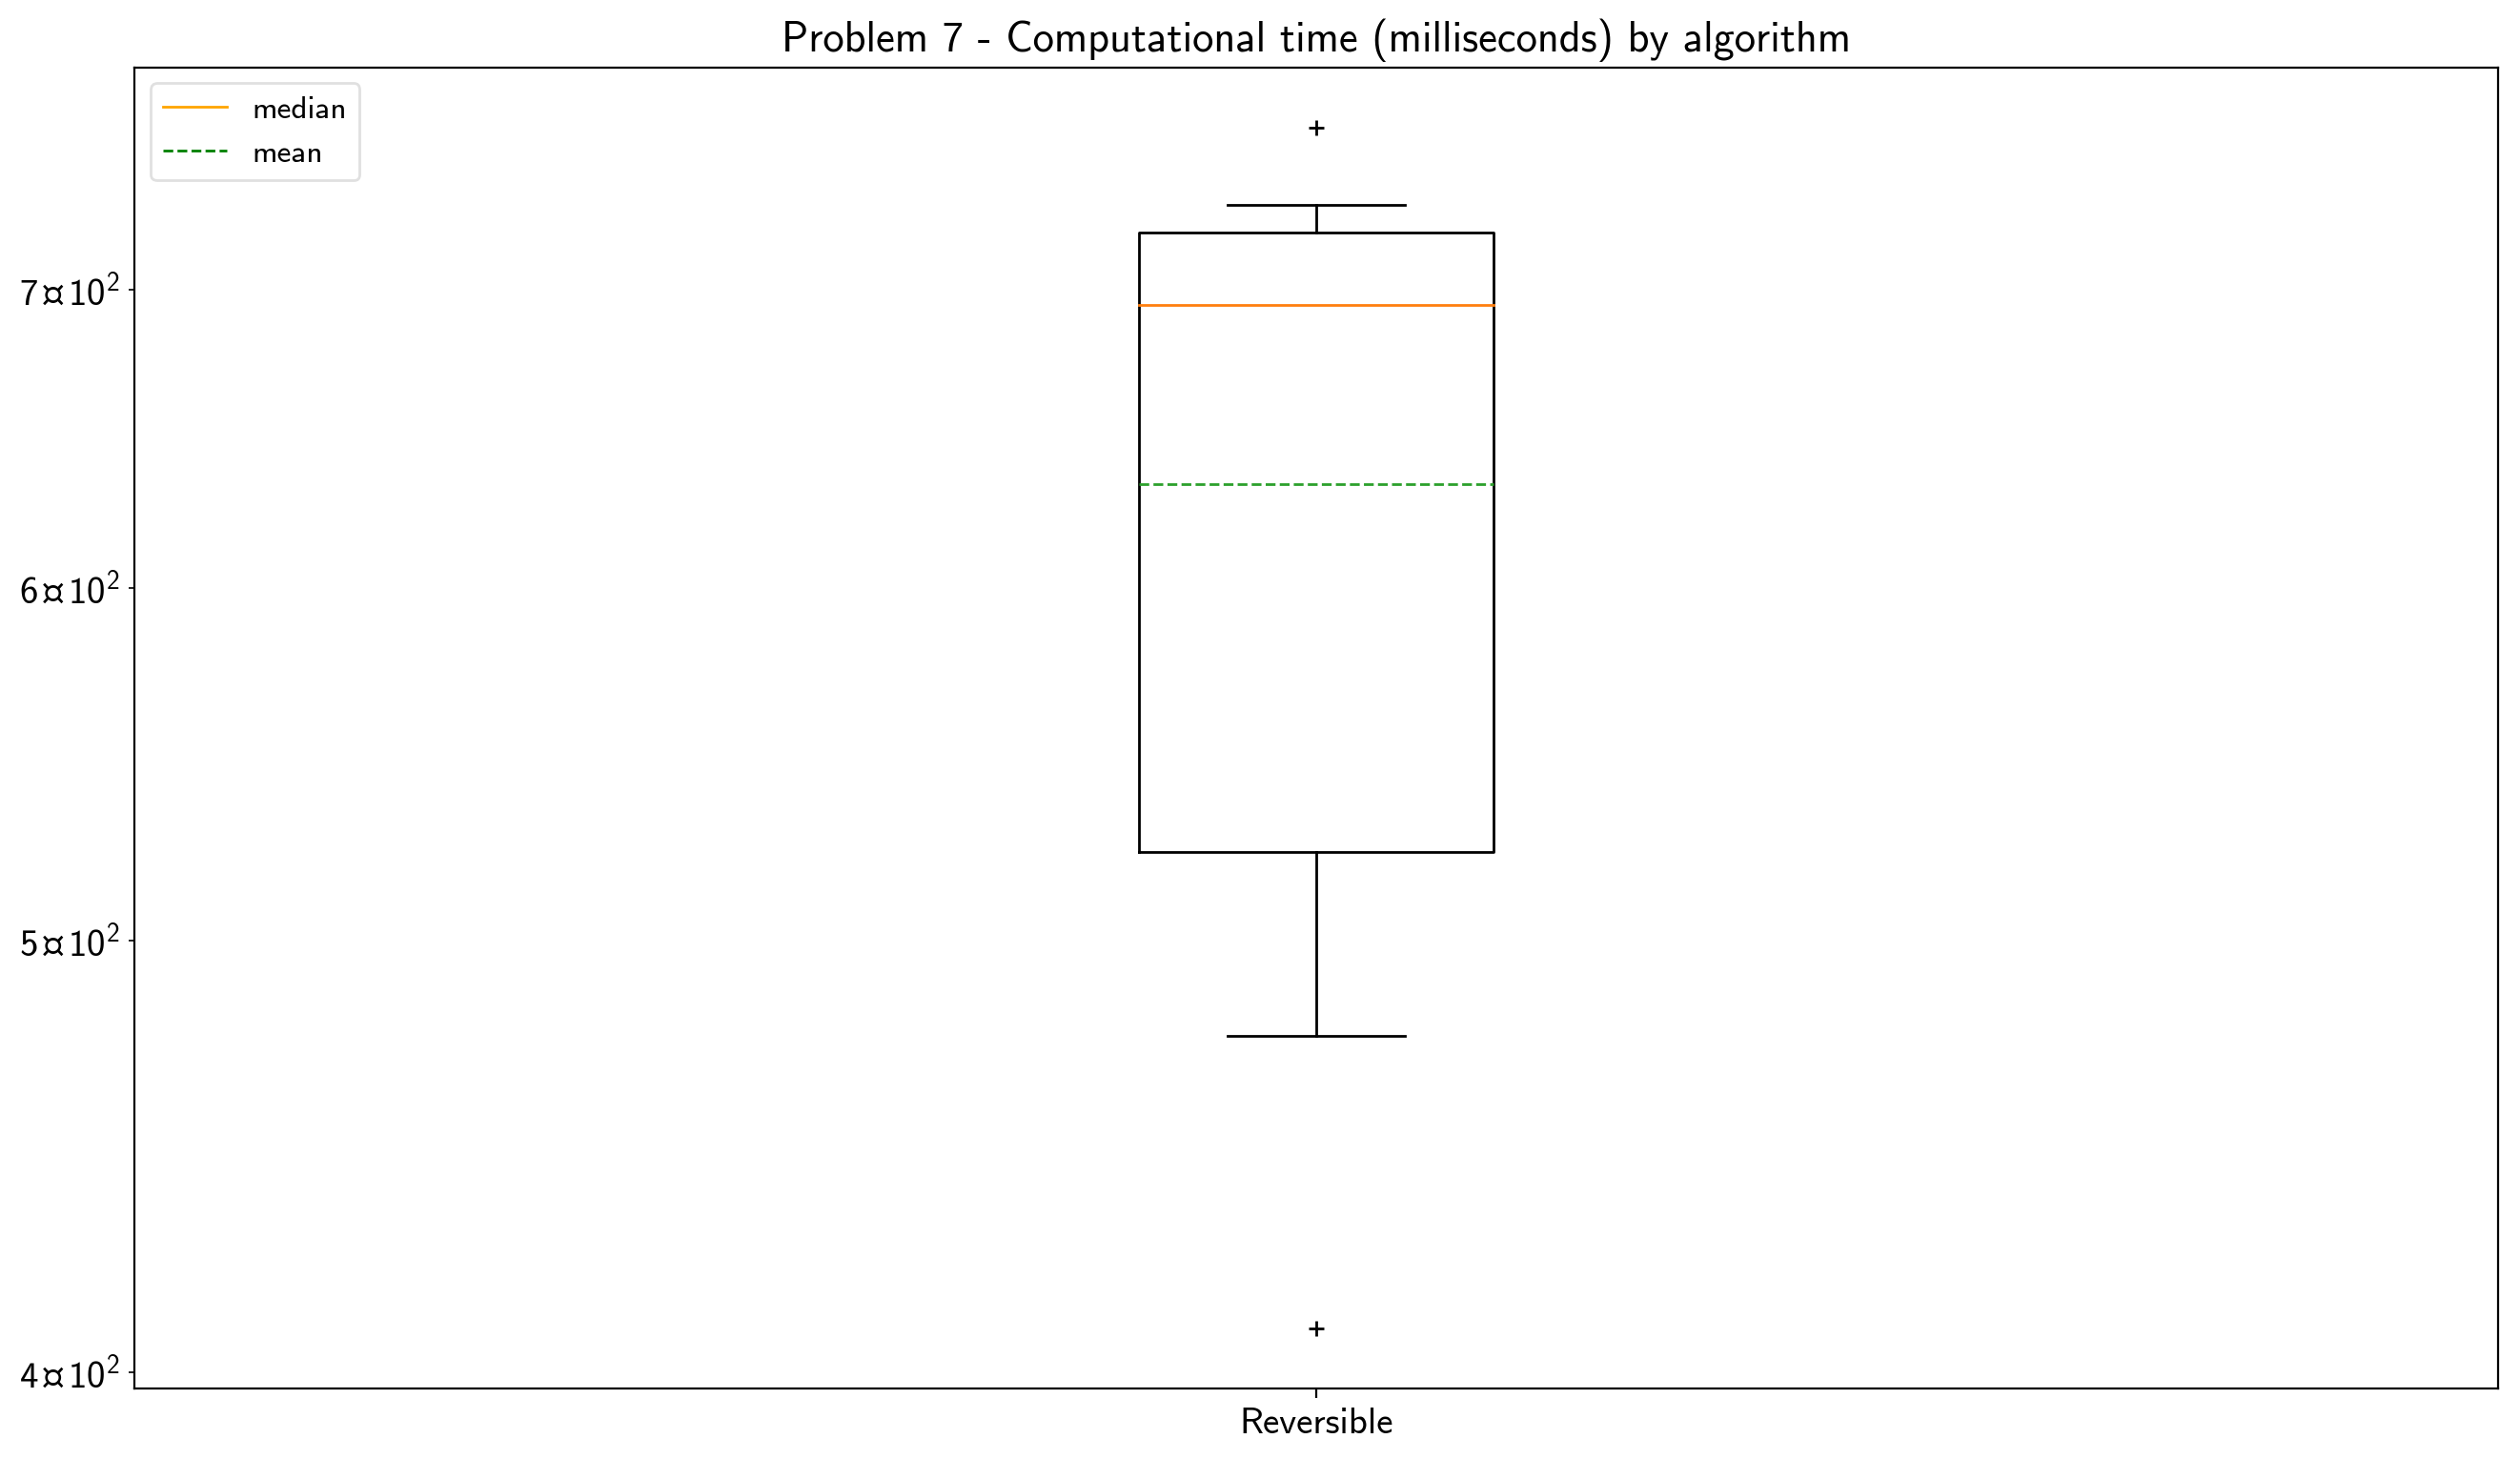 Problem 7 - Computational time (milliseconds) by algorithm
median
mean
7¤10²
6¤10²
5¤10²
4¤10²
Reversible